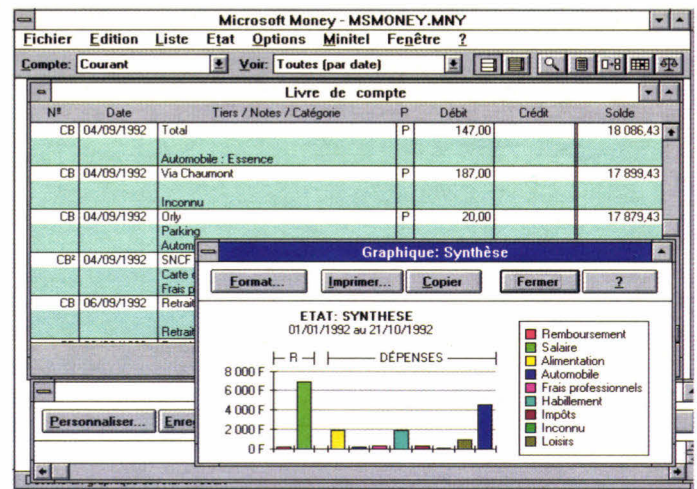 Microsoft Money - MSMONEY.MNY
Fichier Edition Liste Etat Options Minitel Fenêtre ?
Compte: Courant Voir: Toutes (par date)
Livre de compte
Nº Date Tiers / Notes / Catégorie P Débit Crédit Solde
CB 04/09/1992 Total P 147,00 18 086,43
Automobile : Essence
CB 04/09/1992 Via Chaumont P 187,00 17 899,43
Inconnu
CB 04/09/1992 Orly P 20,00 17 879,43
Parking
Autom
CB² 04/09/1992 SNCF
Carte
Frais p
CB 06/09/1992 Retrait
Retrait
Graphique: Synthèse
Format... Imprimer... Copier Fermer ?
ETAT: SYNTHESE
01/01/1992 au 21/10/1992
R DÉPENSES
8 000 F
6 000 F
4 000 F
2 000 F
0 F
Remboursement
Salaire
Alimentation
Automobile
Frais professionnels
Habillement
Impôts
Inconnu
Loisirs
Personnaliser... Enre